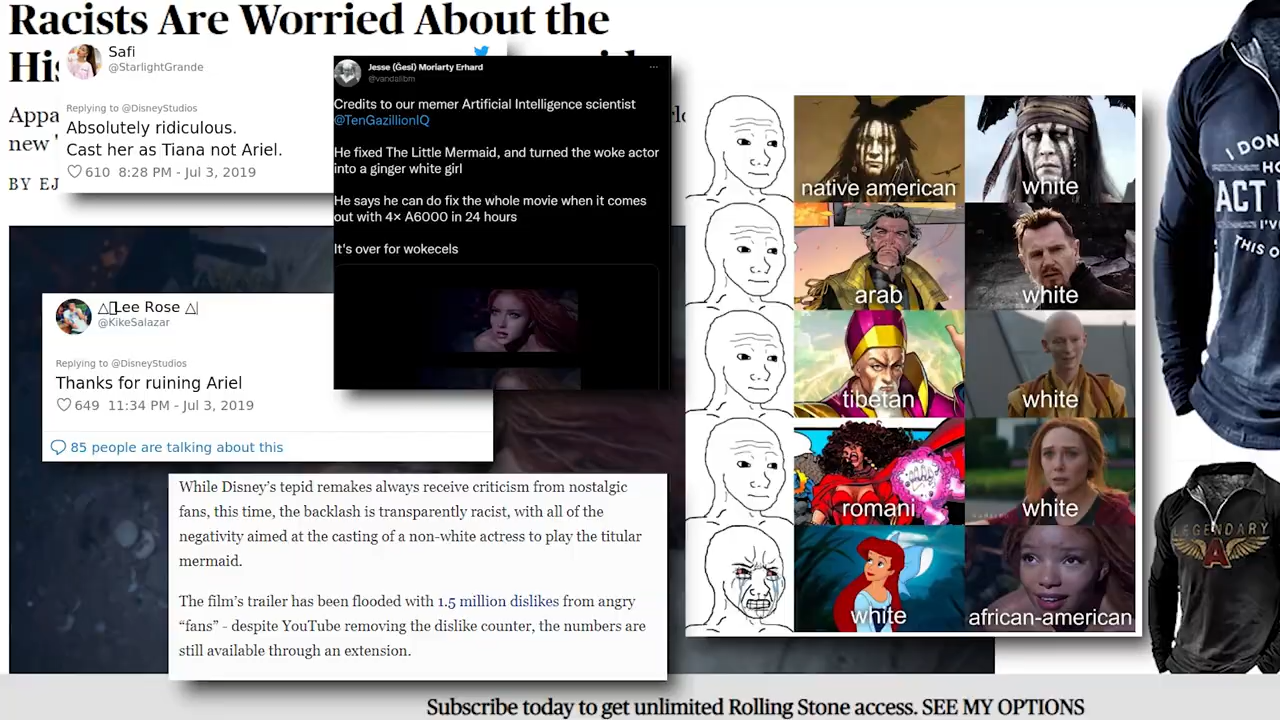 Racists Are Worried About the
His
Appa
new '
BY EJ
Safi
@StarlightGrande
Replying to @DisneyStudios
Absolutely ridiculous.
Cast her as Tiana not Ariel.
610 8:28 PM - Jul 3, 2019
Jesse (Ğesi) Moriarty Erhard
@vandalibm
Credits to our memer Artificial Intelligence scientist
@TenGazillionIQ
He fixed The Little Mermaid, and turned the woke actor
into a ginger white girl
He says he can do fix the whole movie when it comes
out with 4× A6000 in 24 hours
It's over for wokecels
Lee Rose
@KikeSalazar
Replying to @DisneyStudios
Thanks for ruining Ariel
649 11:34 PM - Jul 3, 2019
85 people are talking about this
While Disney's tepid remakes always receive criticism from nostalgic
fans, this time, the backlash is transparently racist, with all of the
negativity aimed at the casting of a non-white actress to play the titular
mermaid.
The film's trailer has been flooded with 1.5 million dislikes from angry
“fans” - despite YouTube removing the dislike counter, the numbers are
still available through an extension.
native american
white
arab
white
tibetan
white
romani
white
white
african-american
I DON
HO
ACT
I'V
THIS O
LEGENDARY
A
Subscribe today to get unlimited Rolling Stone access. SEE MY OPTIONS